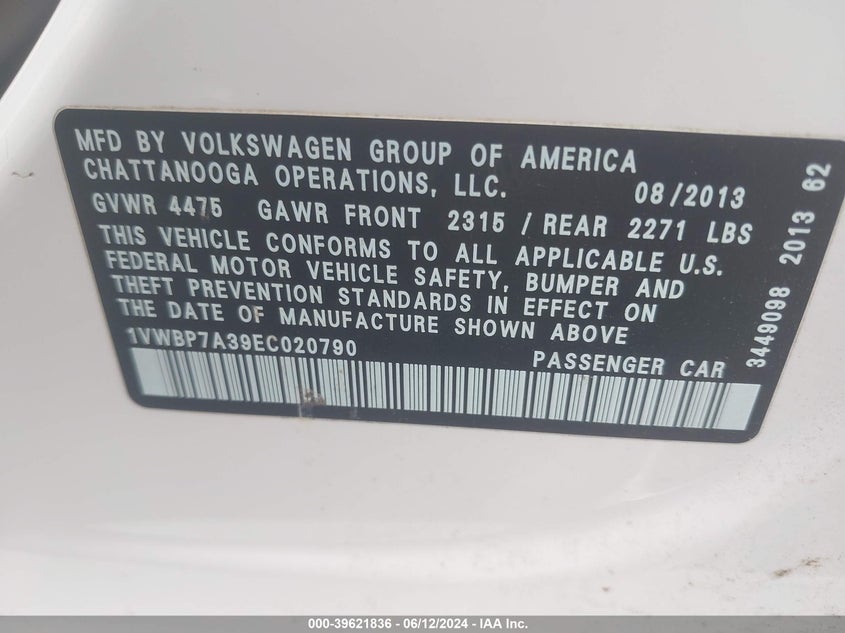 MFD BY VOLKSWAGEN GROUP OF AMERICA
CHATTANOOGA OPERATIONS, LLC. 08/2013
GVWR 4475 GAWR FRONT 2315 / REAR 2271 LBS
THIS VEHICLE CONFORMS TO ALL APPLICABLE U.S.
FEDERAL MOTOR VEHICLE SAFETY, BUMPER AND
THEFT PREVENTION STANDARDS IN EFFECT ON
THE DATE OF MANUFACTURE SHOWN ABOVE
1VWBP7A39EC020790 PASSENGER CAR
3449098 2013 62
000-39621836 - 06/12/2024 - IAA Inc.